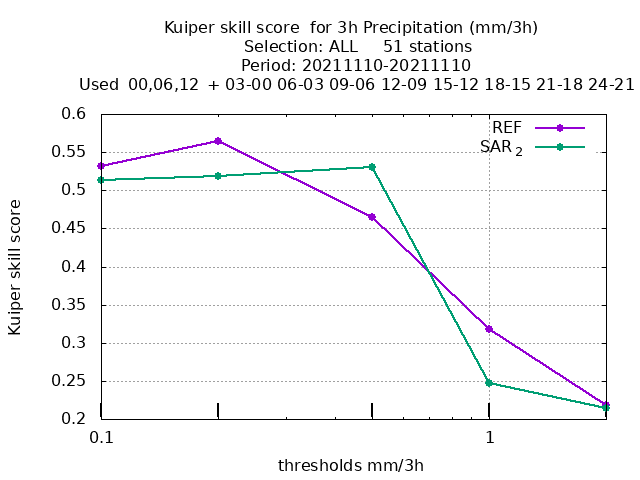 Kuiper skill score  for 3h Precipitation (mm/3h)
Selection: ALL     51 stations
Period: 20211110-20211110
Used  00,06,12  + 03-00 06-03 09-06 12-09 15-12 18-15 21-18 24-21
REF
SAR 2
0.6
0.55
0.5
0.45
0.4
0.35
0.3
0.25
0.2
Kuiper skill score
0.1 1
thresholds mm/3h